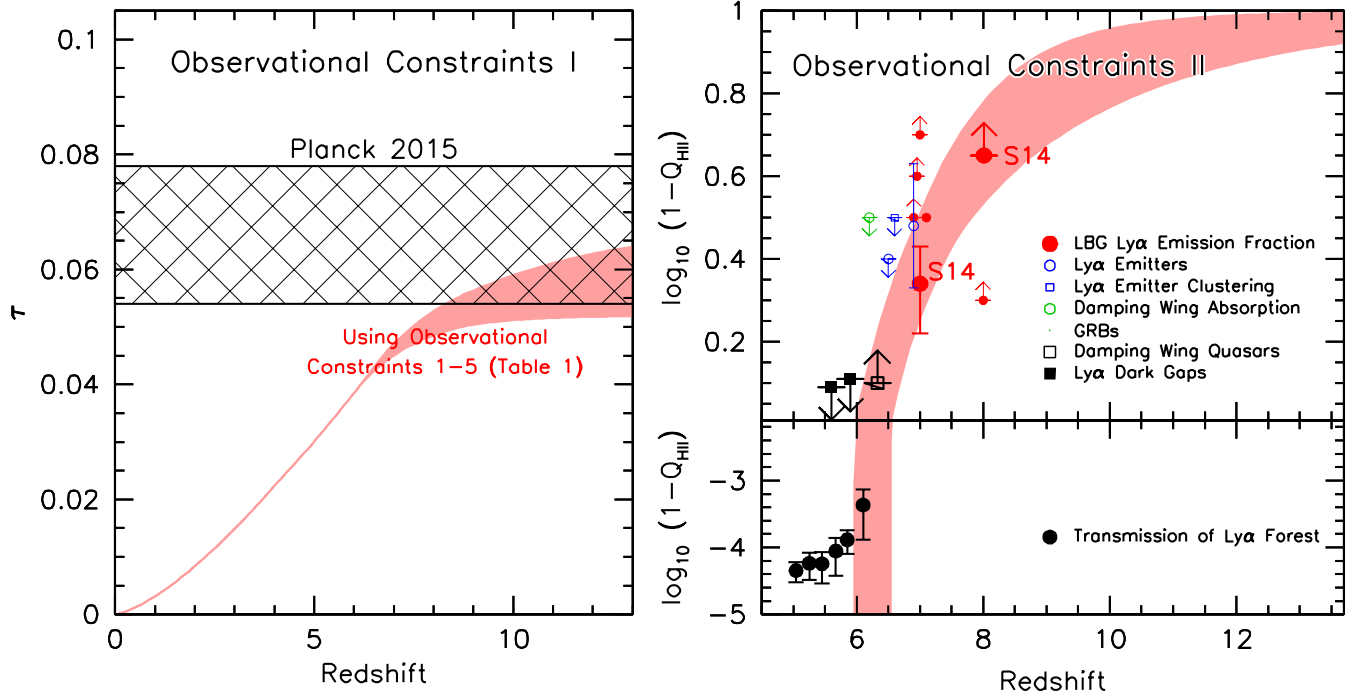 Observational Constraints I
Planck 2015
Using Observational
Constraints 1−5 (Table 1)
0.1
0.08
0.06
0.04
0.02
0
τ
0
5
10
Redshift
Observational Constraints II
1
0.8
0.6
0.4
0.2
log₁₀ (1−Q_HII)
S14
S14
LBG Lyα Emission Fraction
Lyα Emitters
Lyα Emitter Clustering
Damping Wing Absorption
GRBs
Damping Wing Quasars
Lyα Dark Gaps
−3
−4
−5
log₁₀ (1−Q_HII)
Transmission of Lyα Forest
6
8
10
12
Redshift